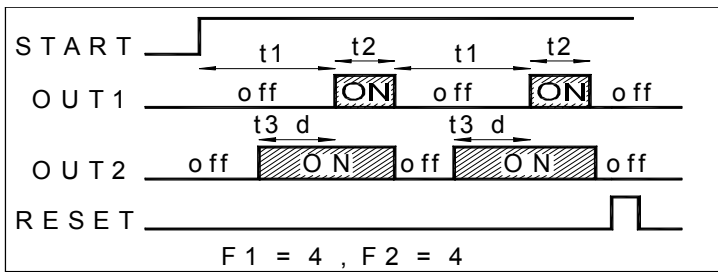 START
t1 t2 t1 t2
OUT1 off ON off ON off
t3 d t3 d
OUT2 off ON off ON off
RESET
F1 = 4 , F2 = 4